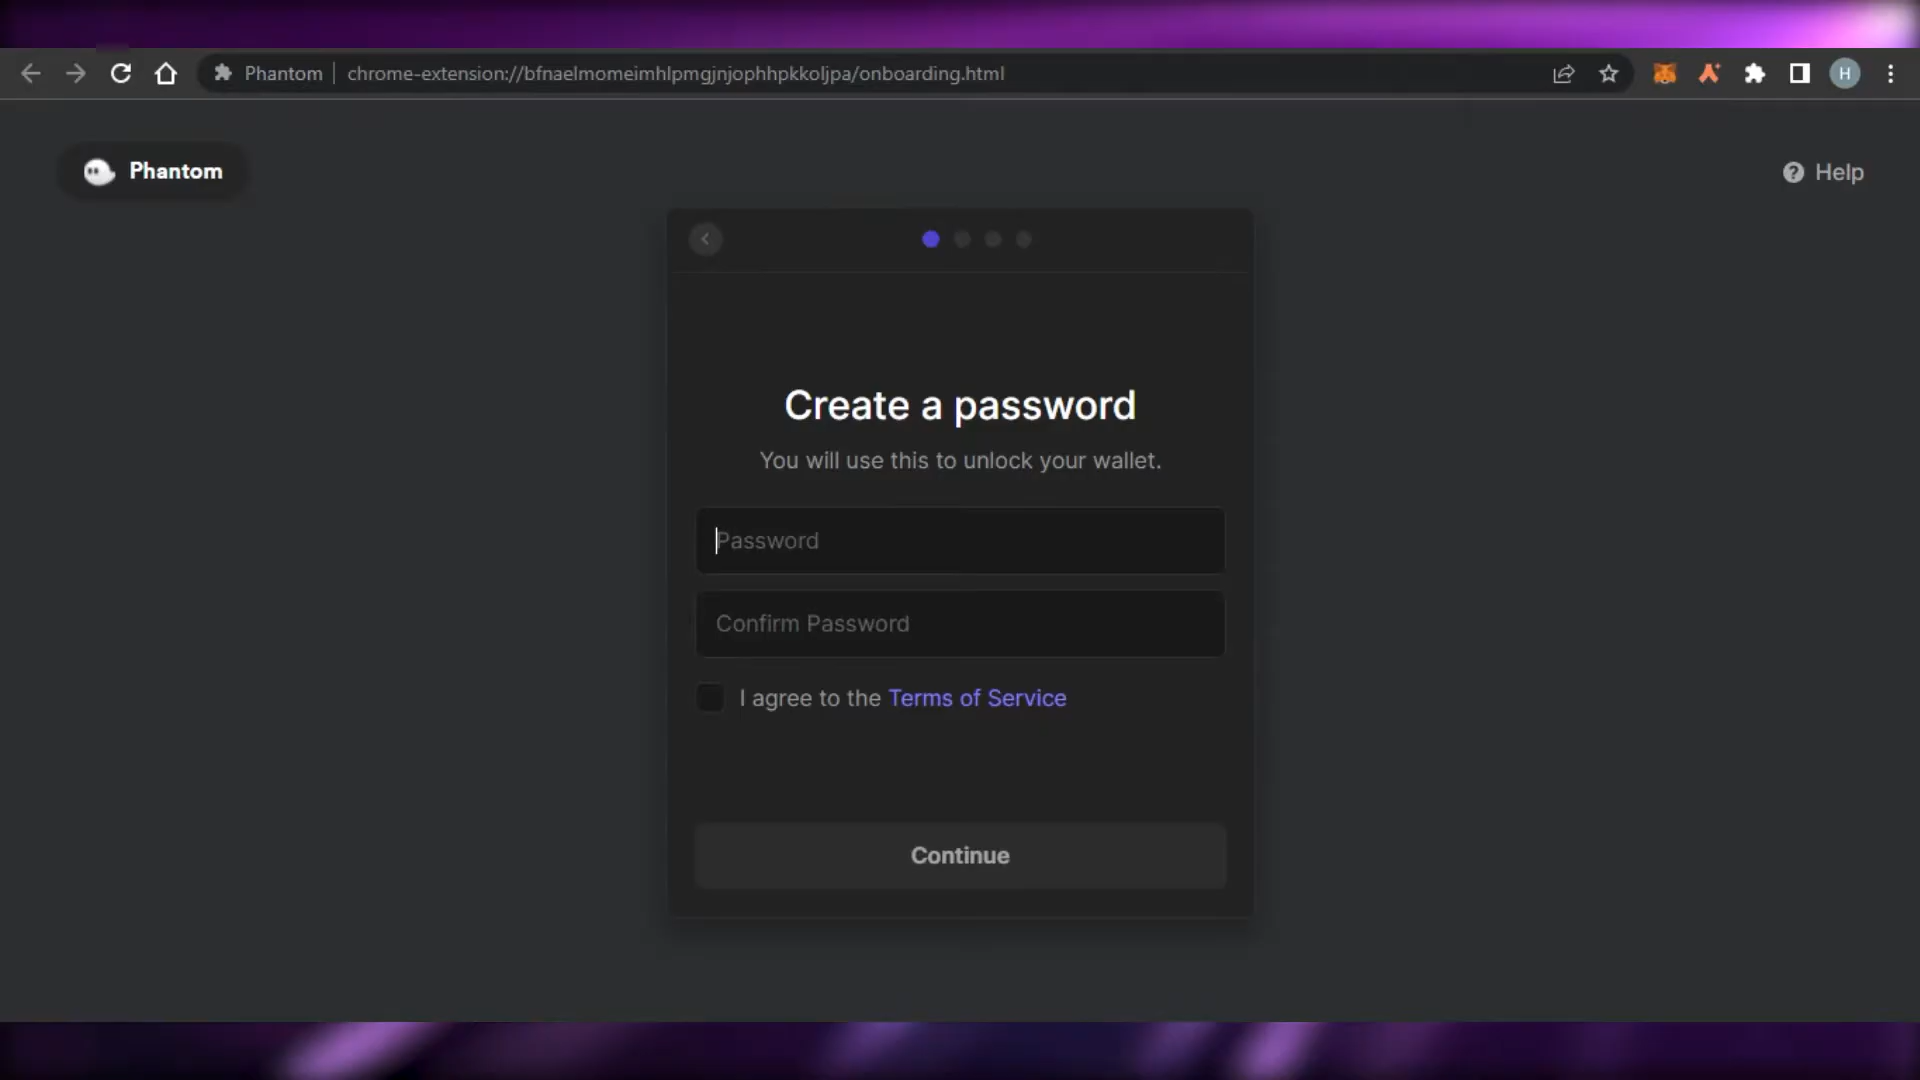 Phantom | chrome-extension://bfnaelmomeimhlpmgjnjophhpkkoljpa/onboarding.html
H
Phantom
Help
Create a password
You will use this to unlock your wallet.
Password
Confirm Password
I agree to the Terms of Service
Continue